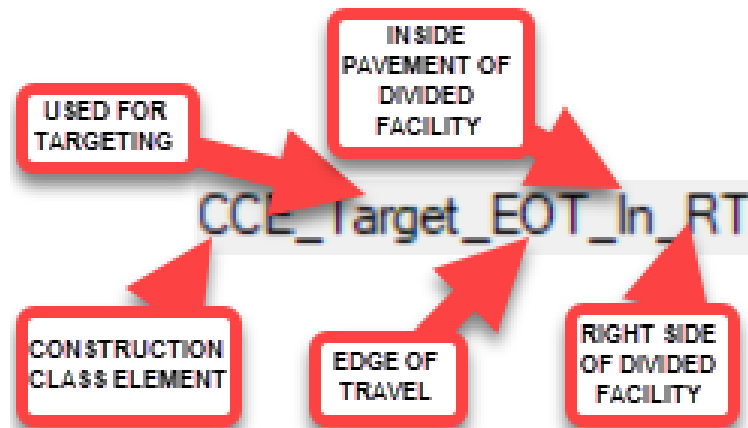 INSIDE
PAVEMENT OF
DIVIDED
FACILITY
USED FOR
TARGETING
CCE_Target_EOT_In_RT
CONSTRUCTION
CLASS ELEMENT
EDGE OF
TRAVEL
RIGHT SIDE
OF DIVIDED
FACILITY